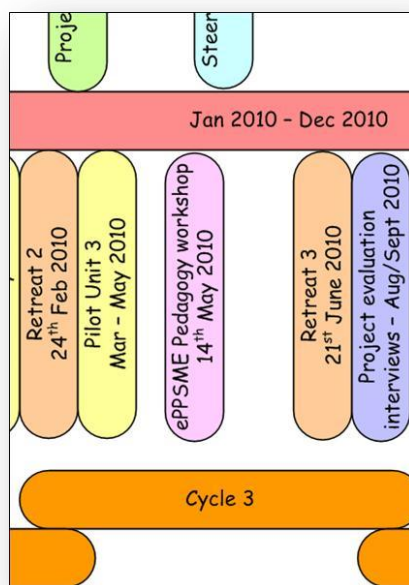 Proje
Steer
Jan 2010 – Dec 2010
Retreat 2
24th Feb 2010
Pilot Unit 3
Mar – May 2010
ePPSME Pedagogy workshop
14th May 2010
Retreat 3
21st June 2010
Project evaluation
interviews – Aug/Sept 2010
Cycle 3